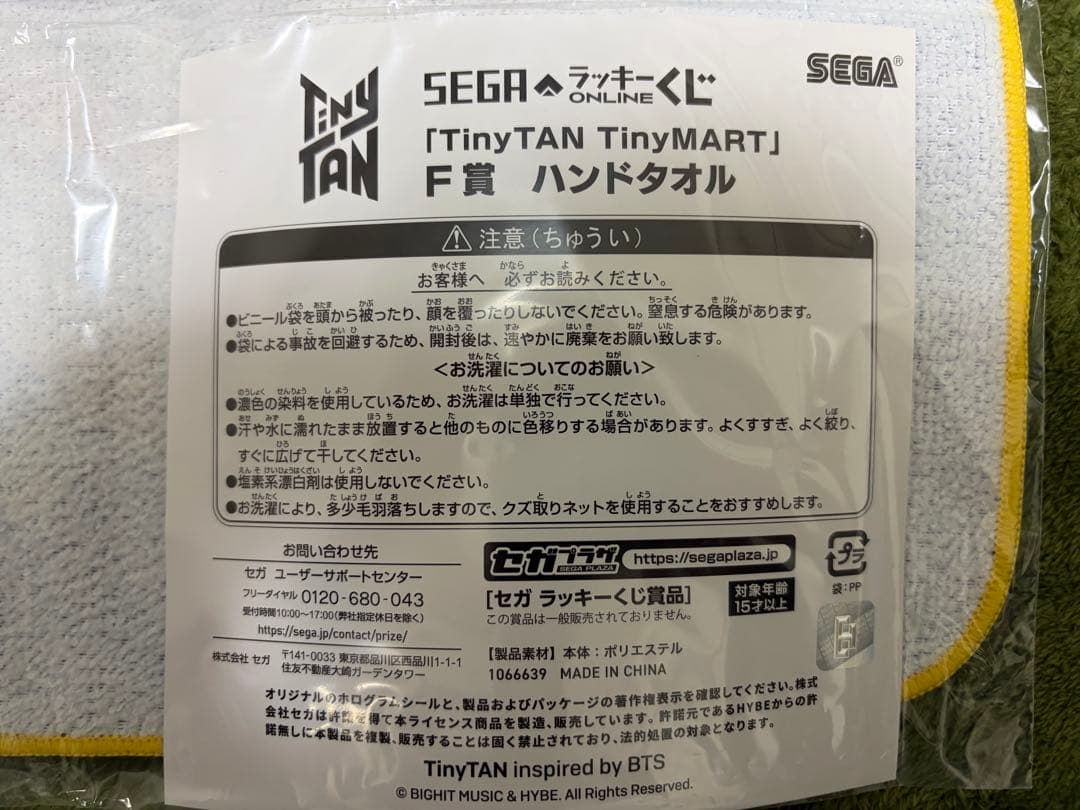 TinyTAN
SEGA ラッキーくじ ONLINE
SEGA®
「TinyTAN TinyMART」
F賞 ハンドタオル
⚠ 注意(ちゅうい)
お客様へ 必ずお読みください。
●ビニール袋を頭から被ったり、顔を覆ったりしないでください。窒息する危険があります。
●袋による事故を回避するため、開封後は、速やかに廃棄をお願い致します。
<お洗濯についてのお願い>
●濃色の染料を使用しているため、お洗濯は単独で行ってください。
●汗や水に濡れたまま放置すると他のものに色移りする場合があります。よくすすぎ、よく絞り、
すぐに広げて干してください。
●塩素系漂白剤は使用しないでください。
●お洗濯により、多少毛羽落ちしますので、クズ取りネットを使用することをおすすめします。
お問い合わせ先
セガ ユーザーサポートセンター
フリーダイヤル 0120-680-043
受付時間10:00～17:00(弊社指定休日を除く)
https://sega.jp/contact/prize/
株式会社 セガ 〒141-0033 東京都品川区西品川1-1-1
住友不動産大崎ガーデンタワー
セガプラザ SEGA PLAZA https://segaplaza.jp
[セガ ラッキーくじ賞品]
この賞品は一般販売されておりません。
対象年齢
15才以上
プラ
袋:PP
【製品素材】本体:ポリエステル
1066639 MADE IN CHINA
オリジナルのホログラムシールと、製品およびパッケージの著作権表示を確認してください。株式
会社セガは許諾を得て本ライセンス商品を製造、販売しています。許諾元であるHYBEからの許
諾無しに本製品を複製、販売することは固く禁止されており、法的処置の対象となります。
TinyTAN inspired by BTS
© BIGHIT MUSIC & HYBE. All Rights Reserved.